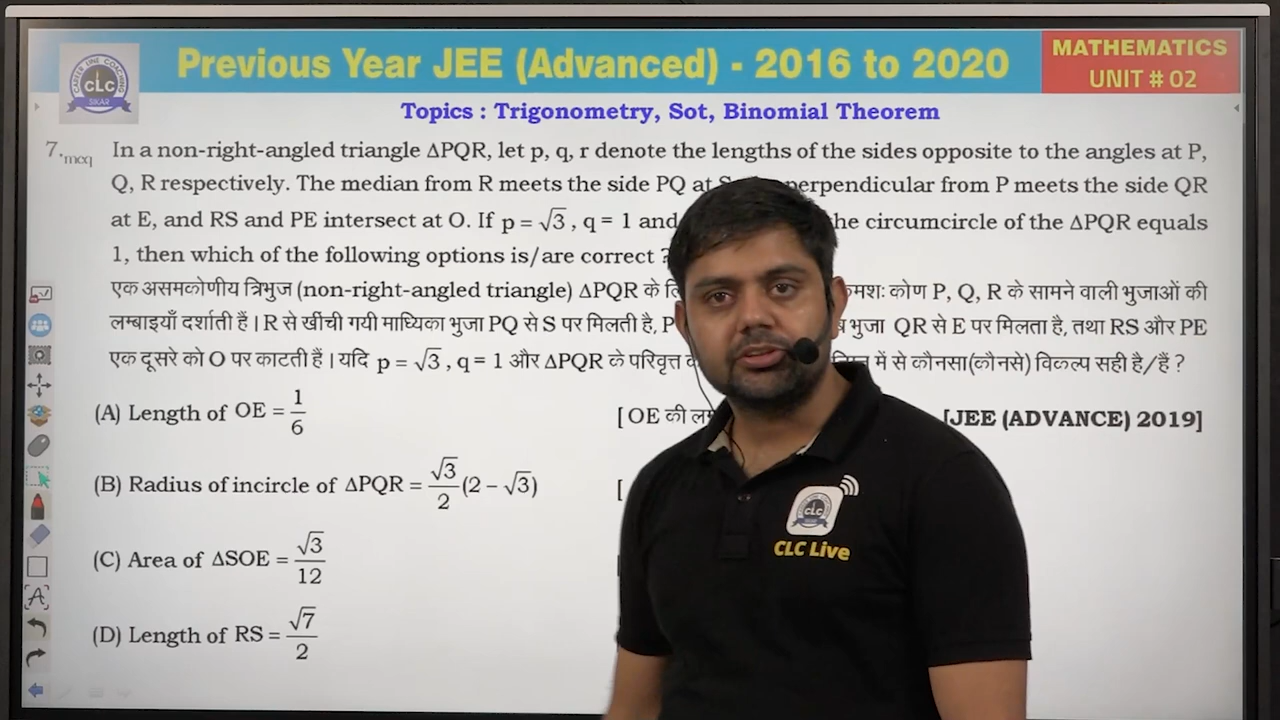 Previous Year JEE (Advanced) - 2016 to 2020
MATHEMATICS
UNIT # 02
CLC
SIKAR
Topics : Trigonometry, Sot, Binomial Theorem
7.mcq In a non-right-angled triangle ΔPQR, let p, q, r denote the lengths of the sides opposite to the angles at P,
Q, R respectively. The median from R meets the side PQ at perpendicular from P meets the side QR
at E, and RS and PE intersect at O. If p = √3, q = 1 and the circumcircle of the ΔPQR equals
1, then which of the following options is/are correct ?
एक असमकोणीय त्रिभुज (non-right-angled triangle) ΔPQR के कोण P, Q, R के सामने वाली भुजाओं की
लम्बाइयाँ दर्शाती हैं। R से खींची गयी माध्यिका भुजा PQ से S पर मिलती है, भुजा QR से E पर मिलता है, तथा RS और PE
एक दूसरे को O पर काटती हैं। यदि p = √3, q = 1 और ΔPQR के परिवृत्त में से कौनसा(कौनसे) विकल्प सही है/हैं ?
(A) Length of OE = 1/6 [ OE की [JEE (ADVANCE) 2019]
(B) Radius of incircle of ΔPQR = √3/2 (2 − √3) [
(C) Area of ΔSOE = √3/12
(D) Length of RS = √7/2
CLC
CLC Live